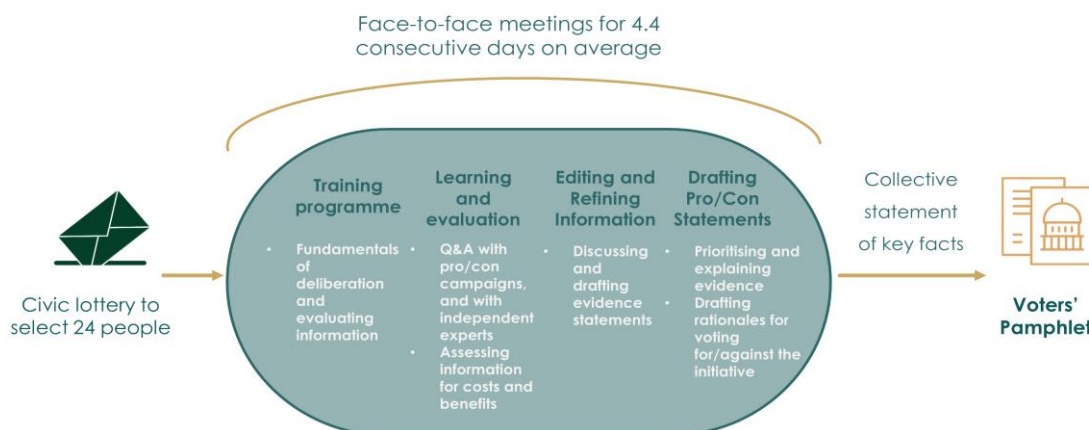 Face-to-face meetings for 4.4
consecutive days on average
Civic lottery to
select 24 people
Training
programme
• Fundamentals
of
deliberation
and
evaluating
information
Learning
and
evaluation
• Q&A with
pro/con
campaigns,
and with
independent
experts
• Assessing
information
for costs and
benefits
Editing and
Refining
Information
• Discussing
and
drafting
evidence
statements
Drafting
Pro/Con
Statements
• Prioritising and
explaining
evidence
• Drafting
rationales for
voting
for/against the
initiative
Collective
statement
of key facts
Voters'
Pamphlet